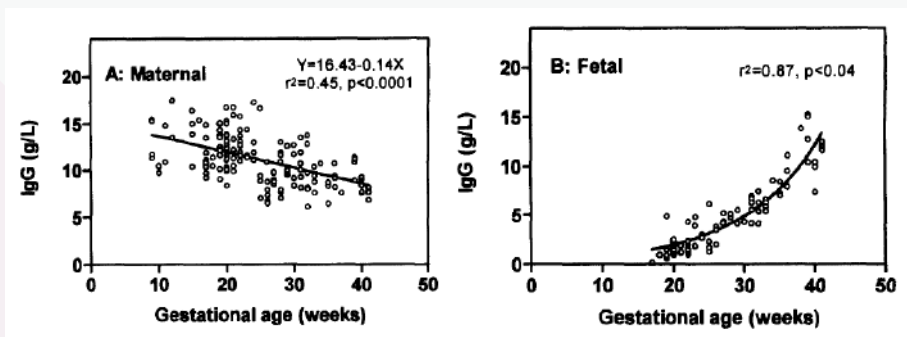 A: Maternal
Y=16.43-0.14X
r²=0.45, p<0.0001
IgG (g/L)
20
15
10
5
0
0 10 20 30 40 50
Gestational age (weeks)
B: Fetal
r²=0.87, p<0.04
IgG (g/L)
20
15
10
5
0
0 10 20 30 40 50
Gestational age (weeks)